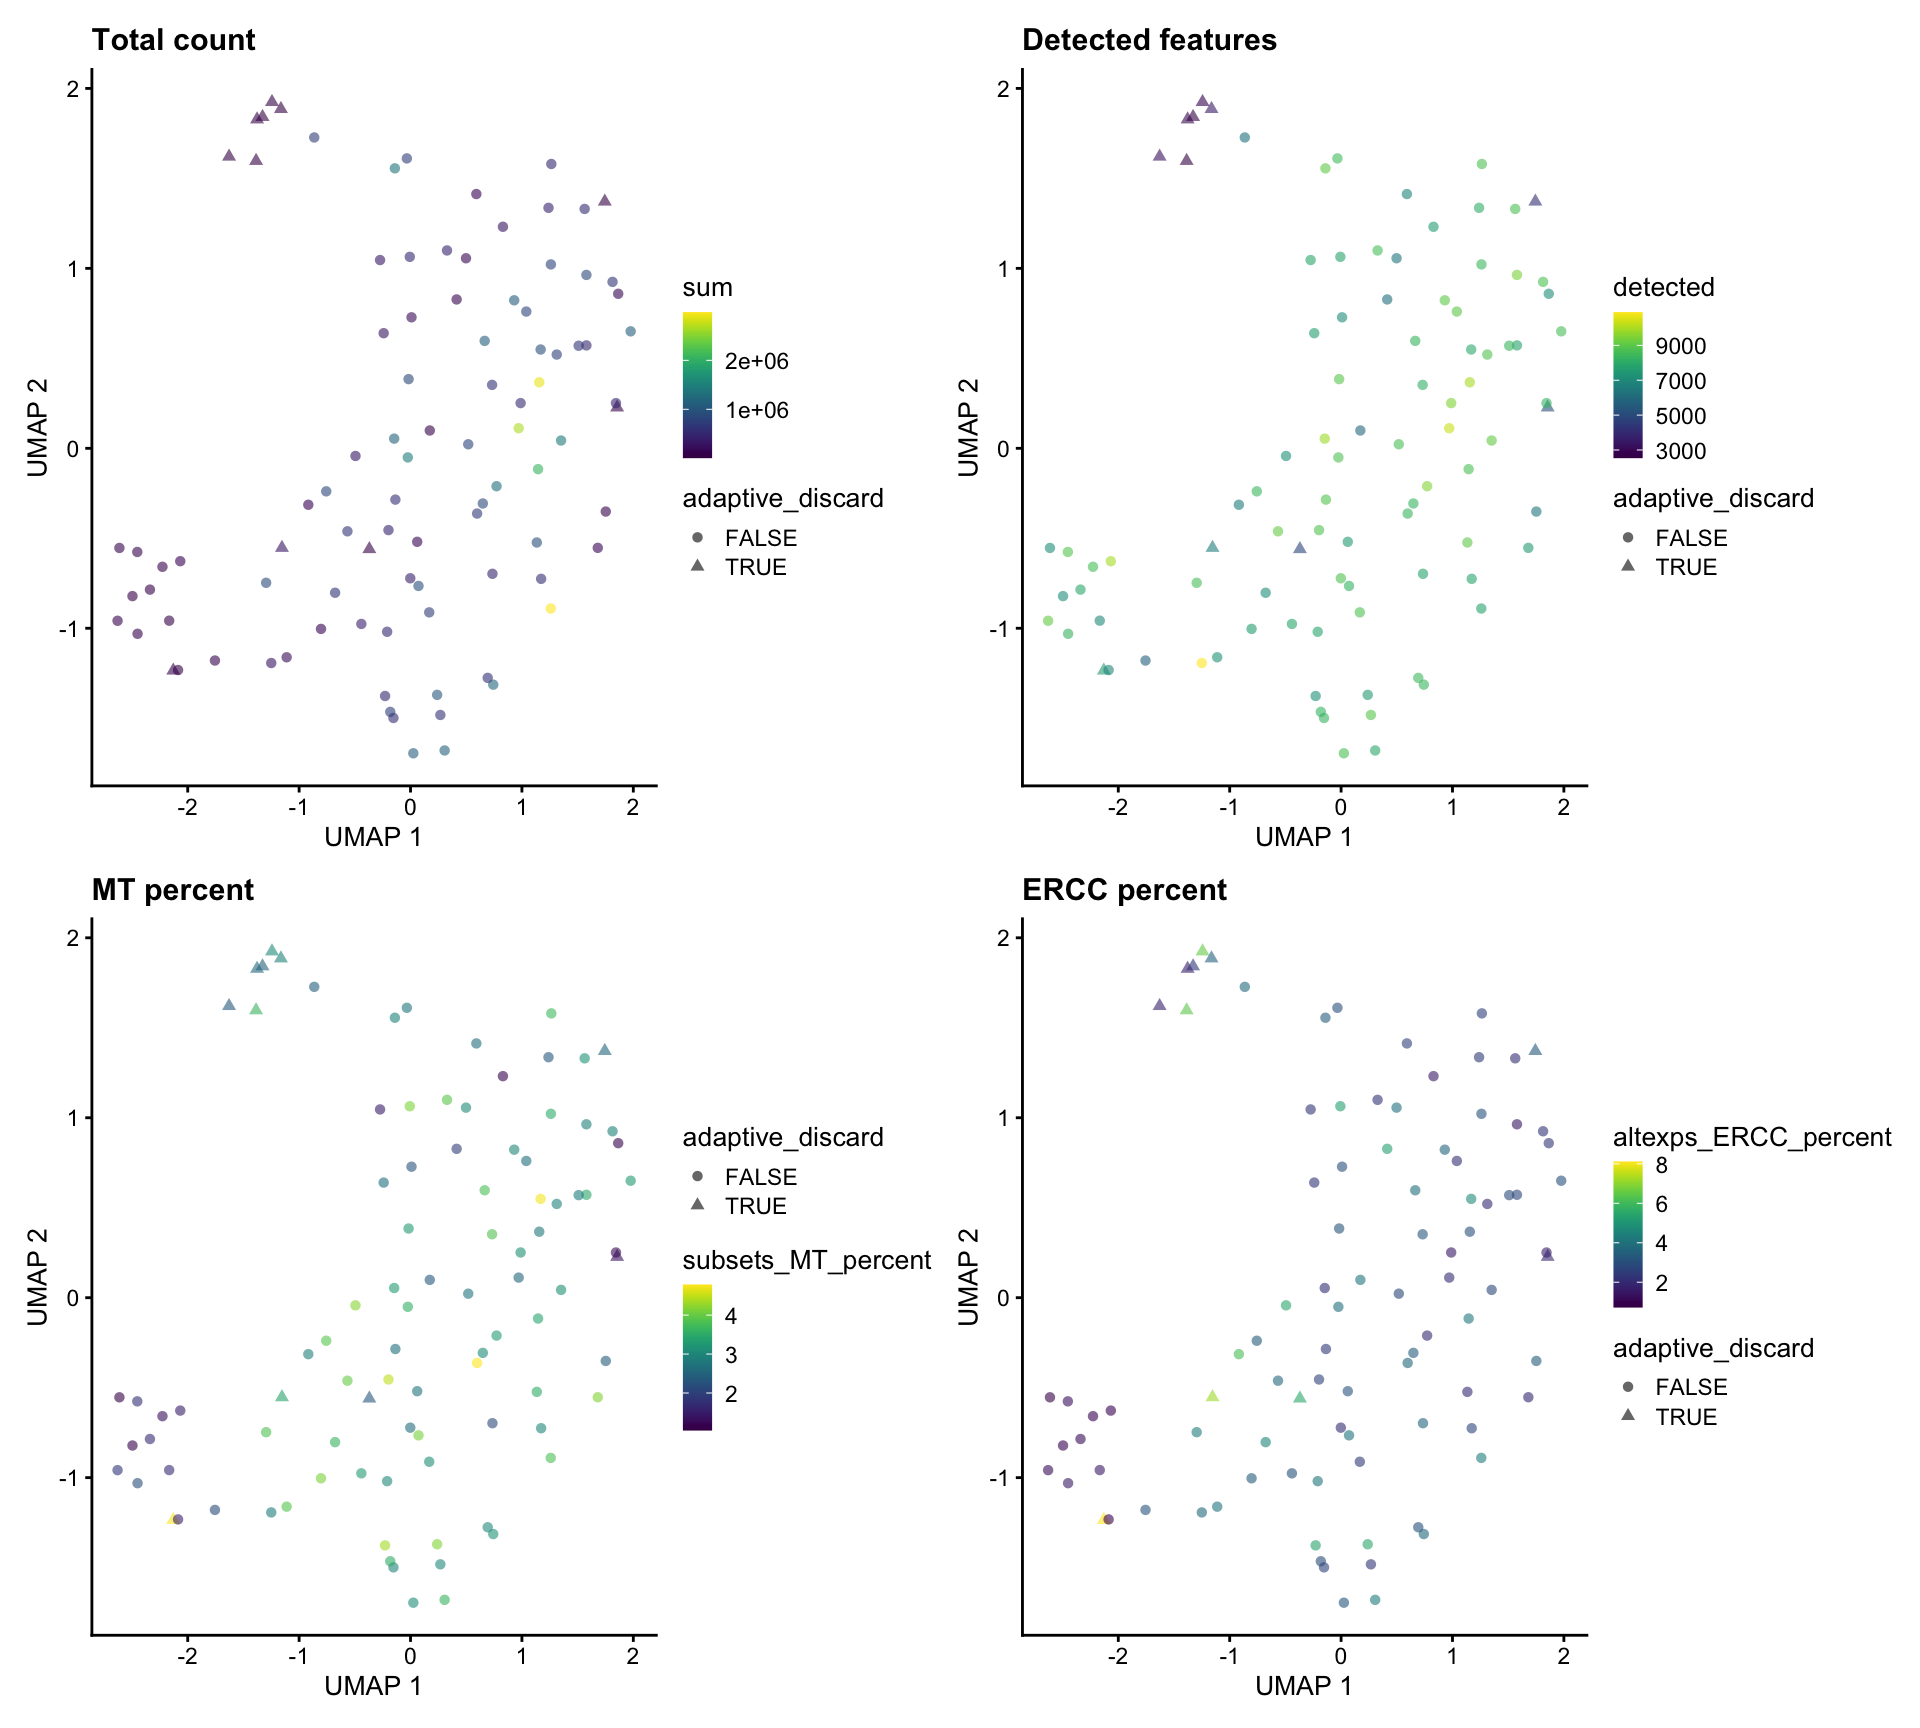 Total count
2
1
0
-1
-2
-1
0
1
2
UMAP 1
UMAP 2
sum
2e+06
1e+06
adaptive_discard
FALSE
TRUE
Detected features
2
1
0
-1
-2
-1
0
1
2
UMAP 1
UMAP 2
detected
9000
7000
5000
3000
adaptive_discard
FALSE
TRUE
MT percent
2
1
0
-1
-2
-1
0
1
2
UMAP 1
UMAP 2
adaptive_discard
FALSE
TRUE
subsets_MT_percent
4
3
2
ERCC percent
2
1
0
-1
-2
-1
0
1
2
UMAP 1
UMAP 2
altexps_ERCC_percent
8
6
4
2
adaptive_discard
FALSE
TRUE